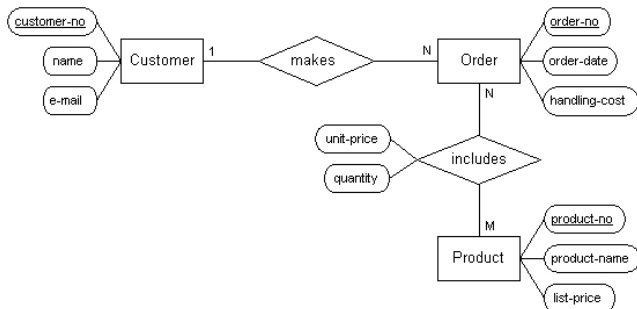 customer-no
name
e-mail
Customer
1
makes
N
Order
order-no
order-date
handling-cost
N
unit-price
quantity
includes
M
Product
product-no
product-name
list-price